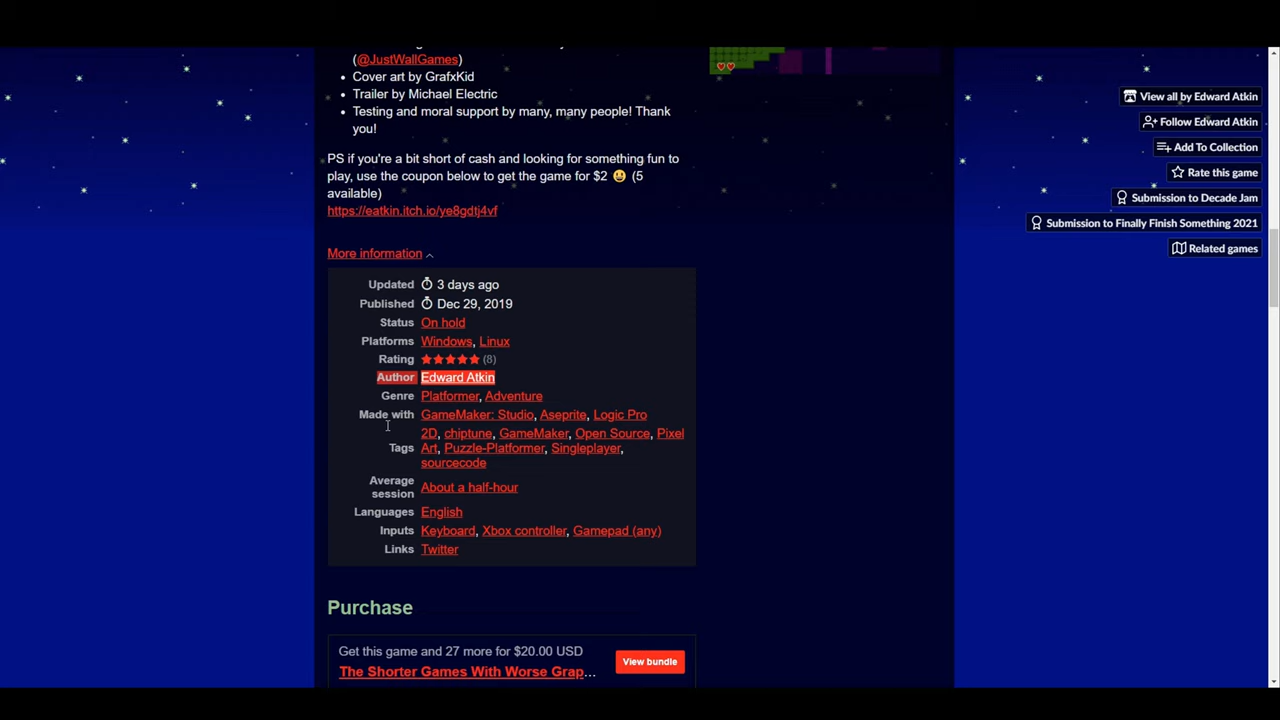 (@JustWallGames)
Cover art by GrafxKid
Trailer by Michael Electric
Testing and moral support by many, many people! Thank
you!
PS if you're a bit short of cash and looking for something fun to
play, use the coupon below to get the game for $2 😀 (5
available)
https://eatkin.itch.io/ye8gdtj4vf
More information
Updated 3 days ago
Published Dec 29, 2019
Status On hold
Platforms Windows, Linux
Rating ★★★★★ (8)
Author Edward Atkin
Genre Platformer, Adventure
Made with GameMaker: Studio, Aseprite, Logic Pro
Tags 2D, chiptune, GameMaker, Open Source, Pixel
Art, Puzzle-Platformer, Singleplayer,
sourcecode
Average
session About a half-hour
Languages English
Inputs Keyboard, Xbox controller, Gamepad (any)
Links Twitter
Purchase
Get this game and 27 more for $20.00 USD
The Shorter Games With Worse Grap...
View bundle
View all by Edward Atkin
Follow Edward Atkin
Add To Collection
Rate this game
Submission to Decade Jam
Submission to Finally Finish Something 2021
Related games